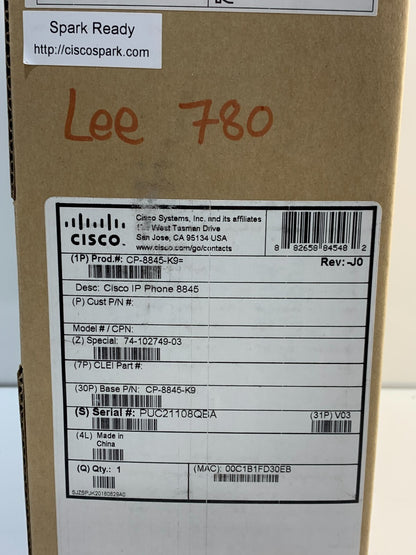 Spark Ready
http://ciscospark.com
Lee 780
CISCO
Cisco Systems, Inc. and its affiliates
West Tasman Drive
San Jose, CA 95134 USA
www.cisco.com/go/contacts
8 82658 84548 2
(1P) Prod.#: CP-8845-K9=
Rev:-J0
Desc: Cisco IP Phone 8845
(P) Cust P/N #:
Model # / CPN:
(Z) Special: 74-102749-03
(7P) CLEI Part #:
(30P) Base P/N: CP-8845-K9
(S) Serial #: PUC21108QBA
(31P) V03
(4L) Made in
China
(Q) Qty.: 1
(MAC): 00C1B1FD30EB